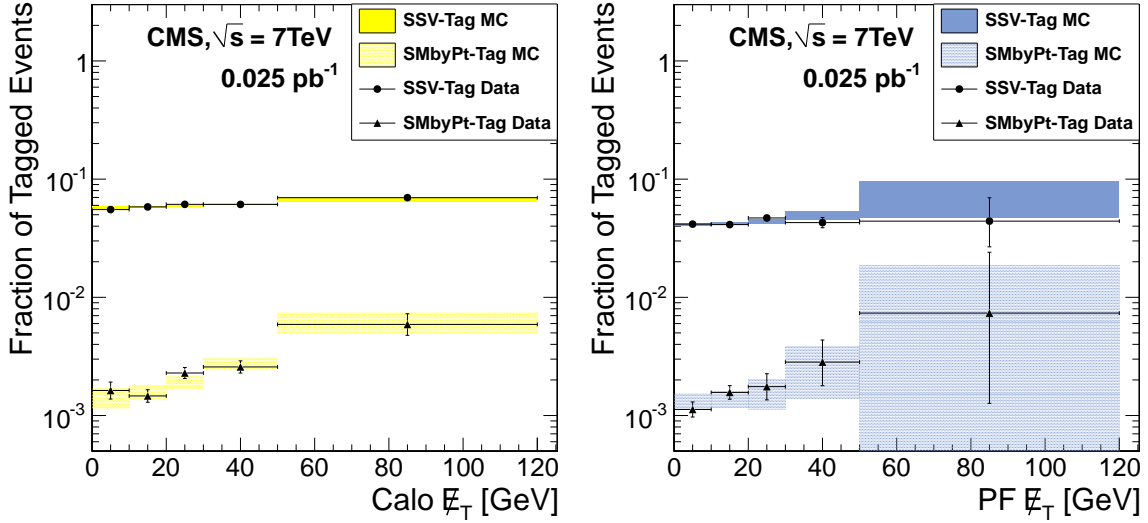 Fraction of Tagged Events
CMS, √s = 7TeV
0.025 pb⁻¹
SSV-Tag MC
SMbyPt-Tag MC
SSV-Tag Data
SMbyPt-Tag Data
1
10⁻¹
10⁻²
10⁻³
0 20 40 60 80 100 120
Calo E̸_T [GeV]
Fraction of Tagged Events
CMS, √s = 7TeV
0.025 pb⁻¹
SSV-Tag MC
SMbyPt-Tag MC
SSV-Tag Data
SMbyPt-Tag Data
1
10⁻¹
10⁻²
10⁻³
0 20 40 60 80 100 120
PF E̸_T [GeV]